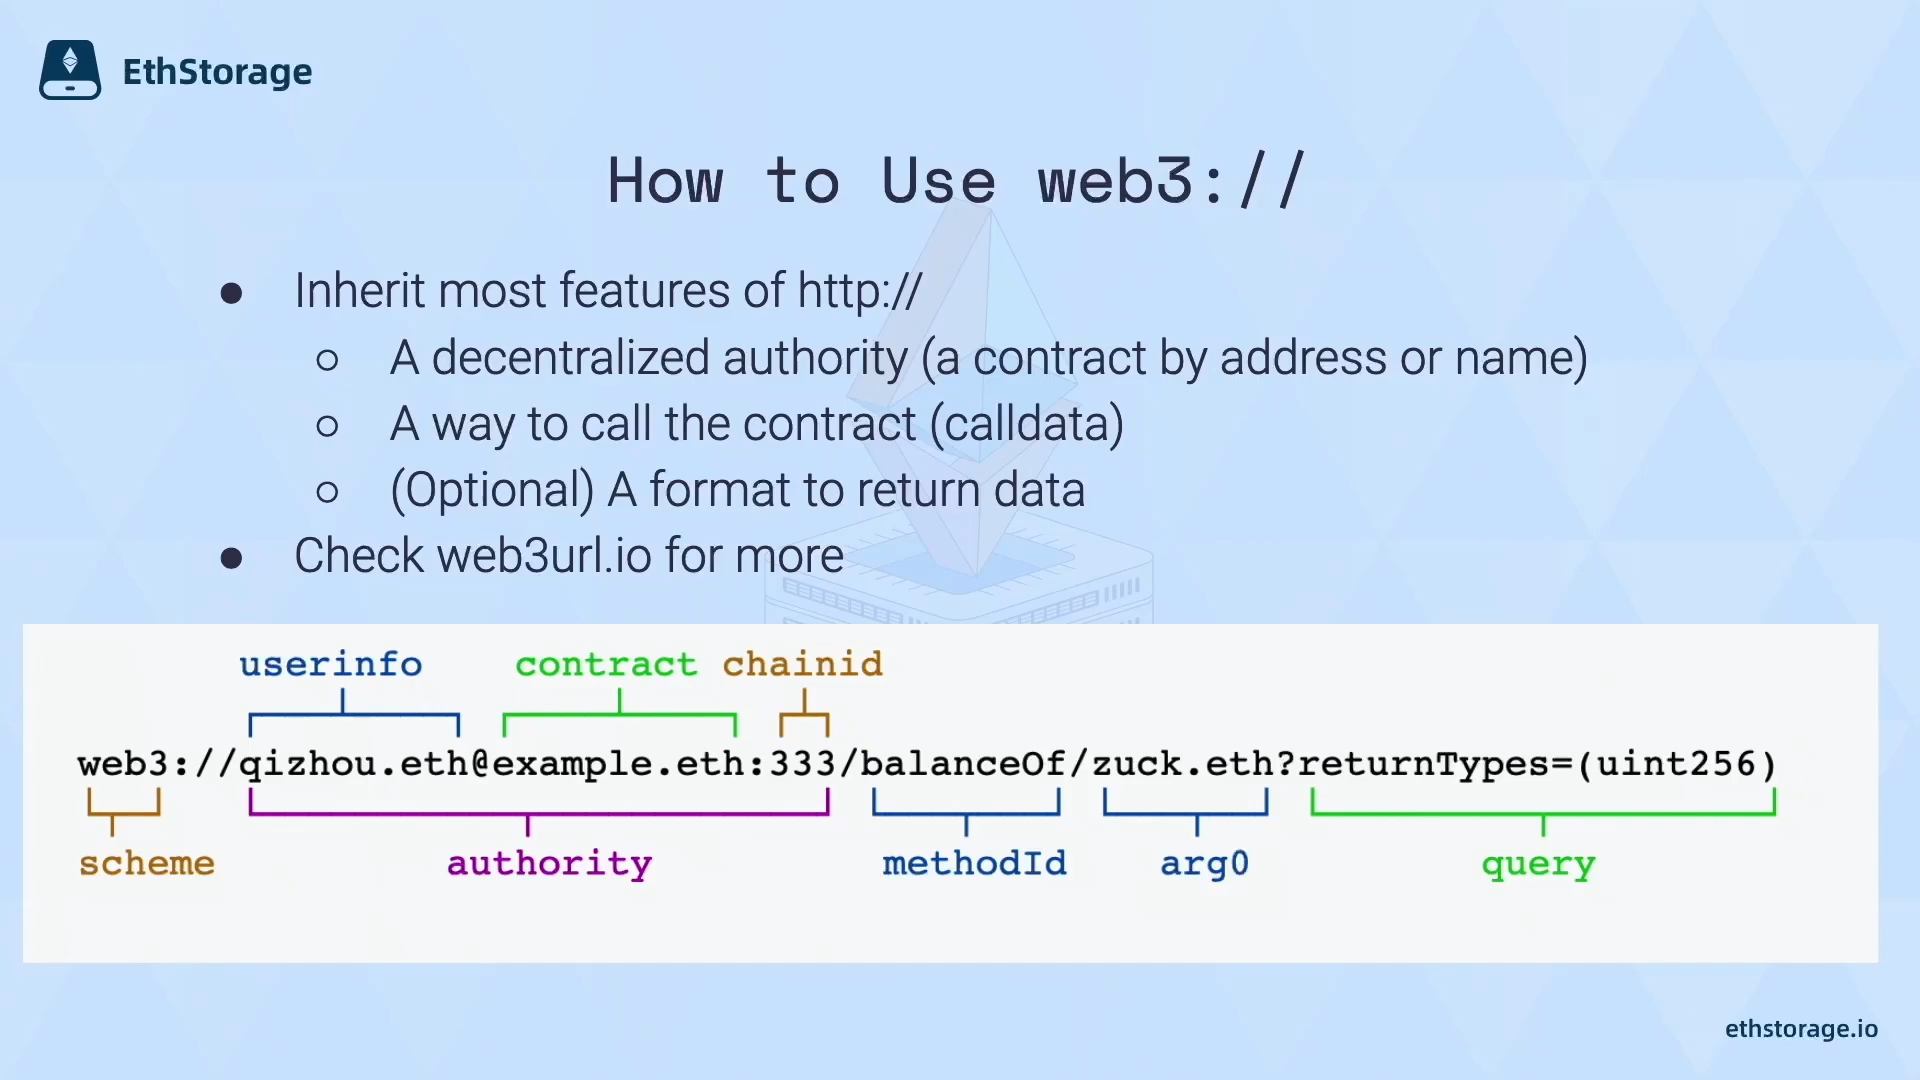 EthStorage
How to Use web3://
● Inherit most features of http://
○ A decentralized authority (a contract by address or name)
○ A way to call the contract (calldata)
○ (Optional) A format to return data
● Check web3url.io for more
userinfo contract chainid
web3://qizhou.eth@example.eth:333/balanceOf/zuck.eth?returnTypes=(uint256)
scheme authority methodId arg0 query
ethstorage.io